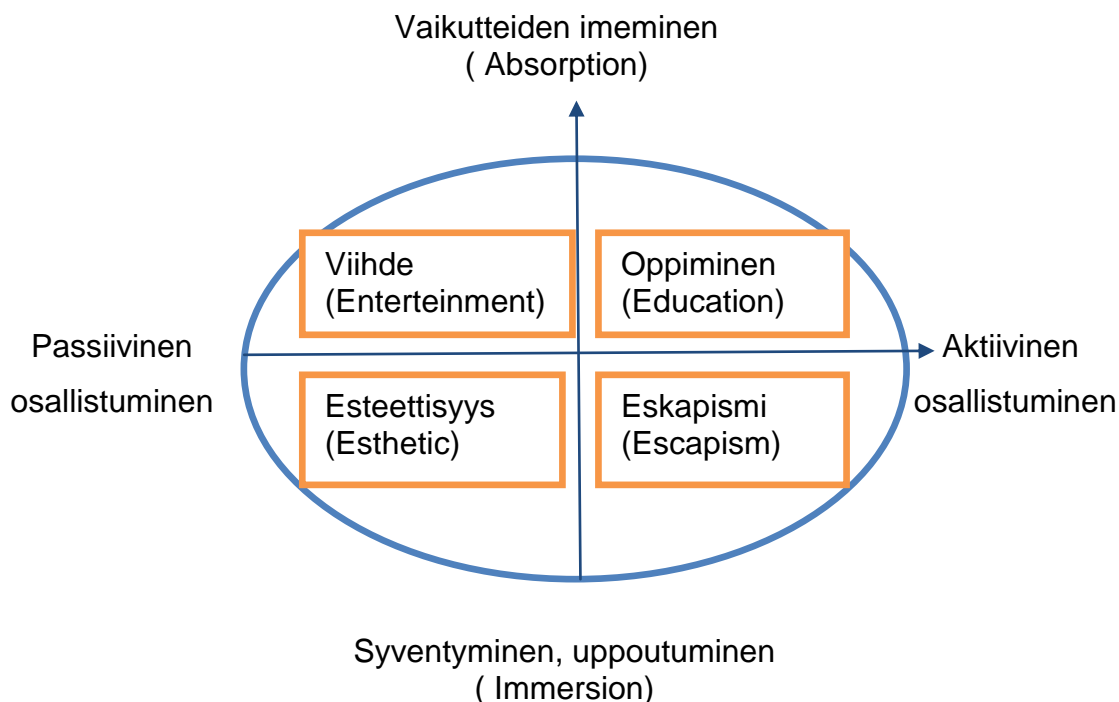 Vaikutteiden imeminen
( Absorption)
Viihde
(Enterteinment)
Oppiminen
(Education)
Passiivinen
osallistuminen
Aktiivinen
osallistuminen
Esteettisyys
(Esthetic)
Eskapismi
(Escapism)
Syventyminen, uppoutuminen
( Immersion)